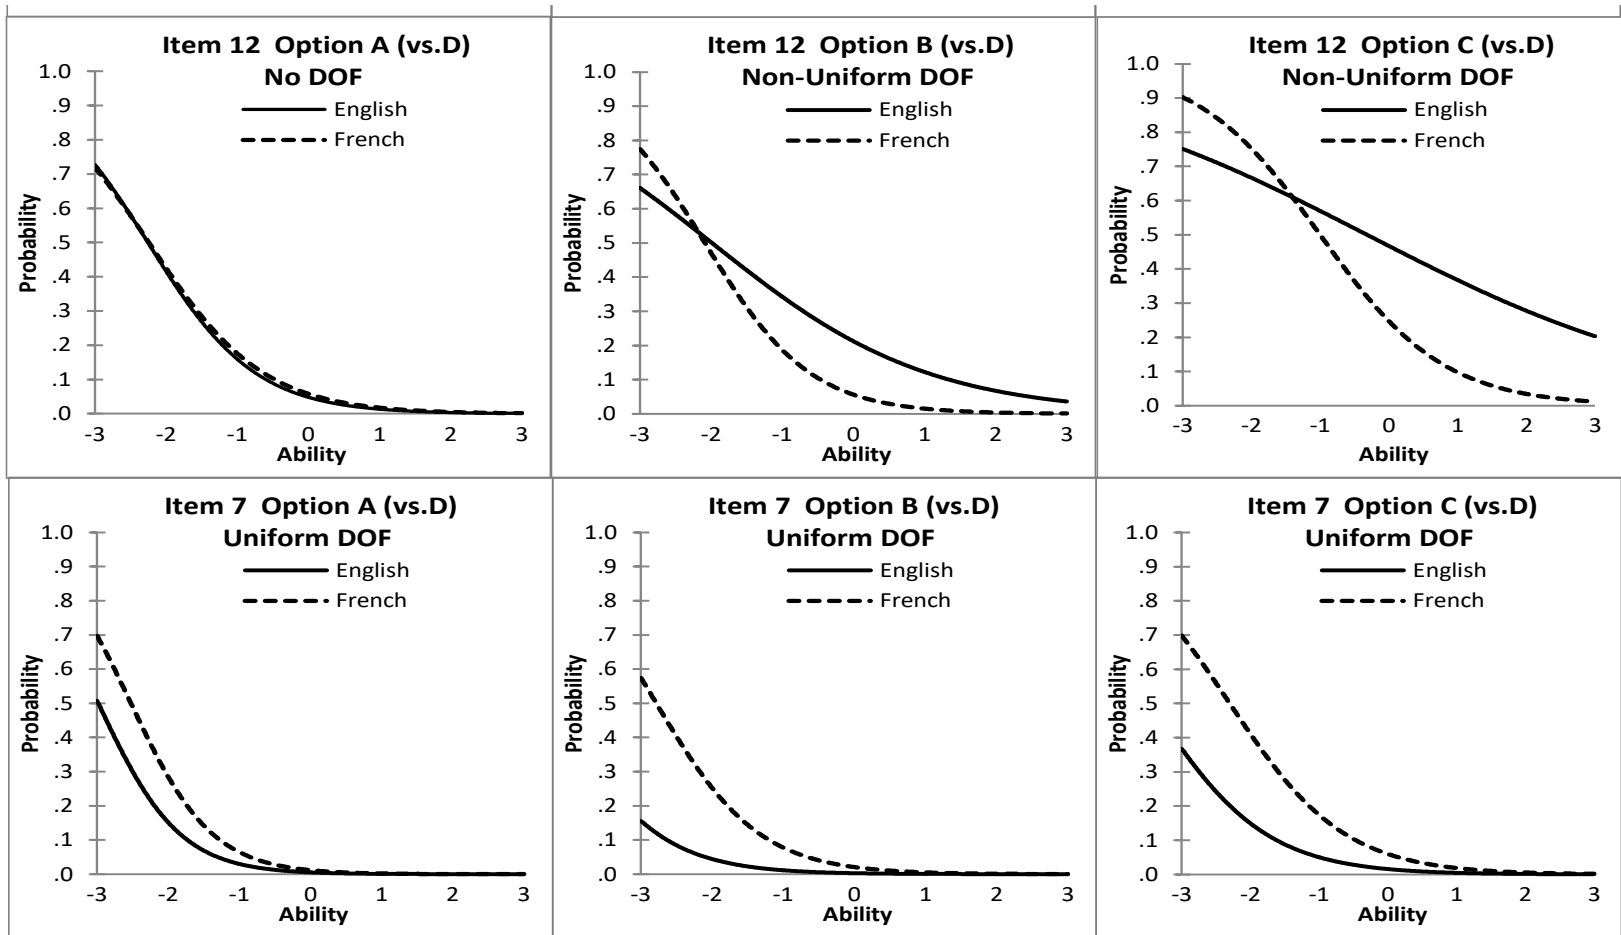 Item 12  Option A (vs.D)
No DOF
English
French
1.0
.9
.8
.7
.6
.5
.4
.3
.2
.1
.0
Probability
-3 -2 -1 0 1 2 3
Ability
Item 12  Option B (vs.D)
Non-Uniform DOF
English
French
1.0
.9
.8
.7
.6
.5
.4
.3
.2
.1
.0
Probability
-3 -2 -1 0 1 2 3
Ability
Item 12  Option C (vs.D)
Non-Uniform DOF
English
French
1.0
.9
.8
.7
.6
.5
.4
.3
.2
.1
.0
Probability
-3 -2 -1 0 1 2 3
Ability
Item 7  Option A (vs.D)
Uniform DOF
English
French
1.0
.9
.8
.7
.6
.5
.4
.3
.2
.1
.0
Probability
-3 -2 -1 0 1 2 3
Ability
Item 7  Option B (vs.D)
Uniform DOF
English
French
1.0
.9
.8
.7
.6
.5
.4
.3
.2
.1
.0
Probability
-3 -2 -1 0 1 2 3
Ability
Item 7  Option C (vs.D)
Uniform DOF
English
French
1.0
.9
.8
.7
.6
.5
.4
.3
.2
.1
.0
Probability
-3 -2 -1 0 1 2 3
Ability